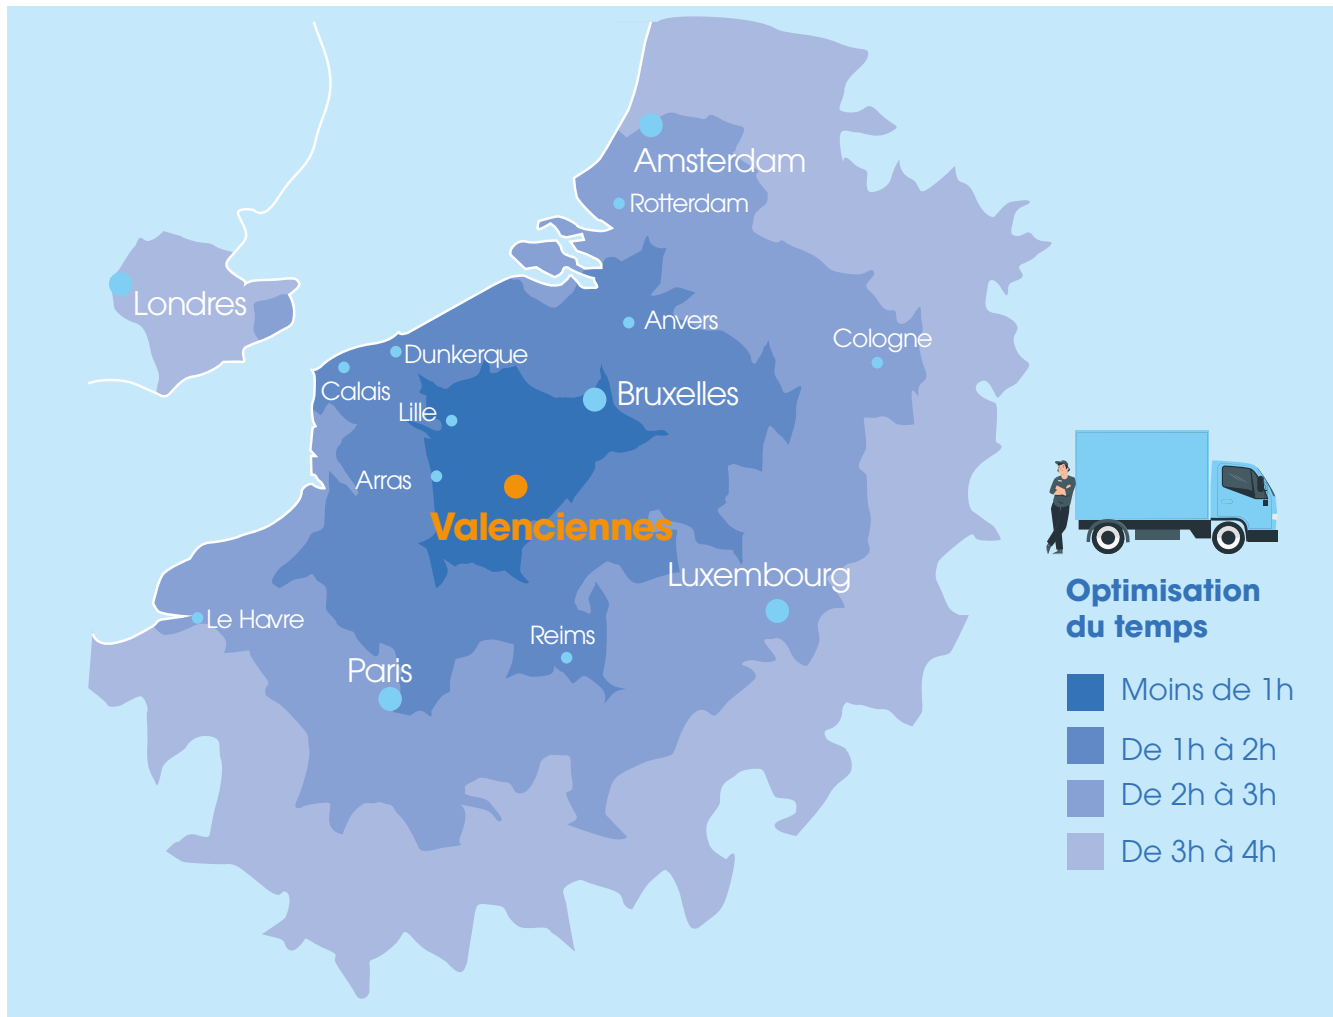 Amsterdam
Rotterdam
Londres
Anvers
Cologne
Dunkerque
Calais
Bruxelles
Lille
Arras
Valenciennes
Luxembourg
Le Havre
Reims
Paris
Optimisation
du temps
Moins de 1h
De 1h à 2h
De 2h à 3h
De 3h à 4h